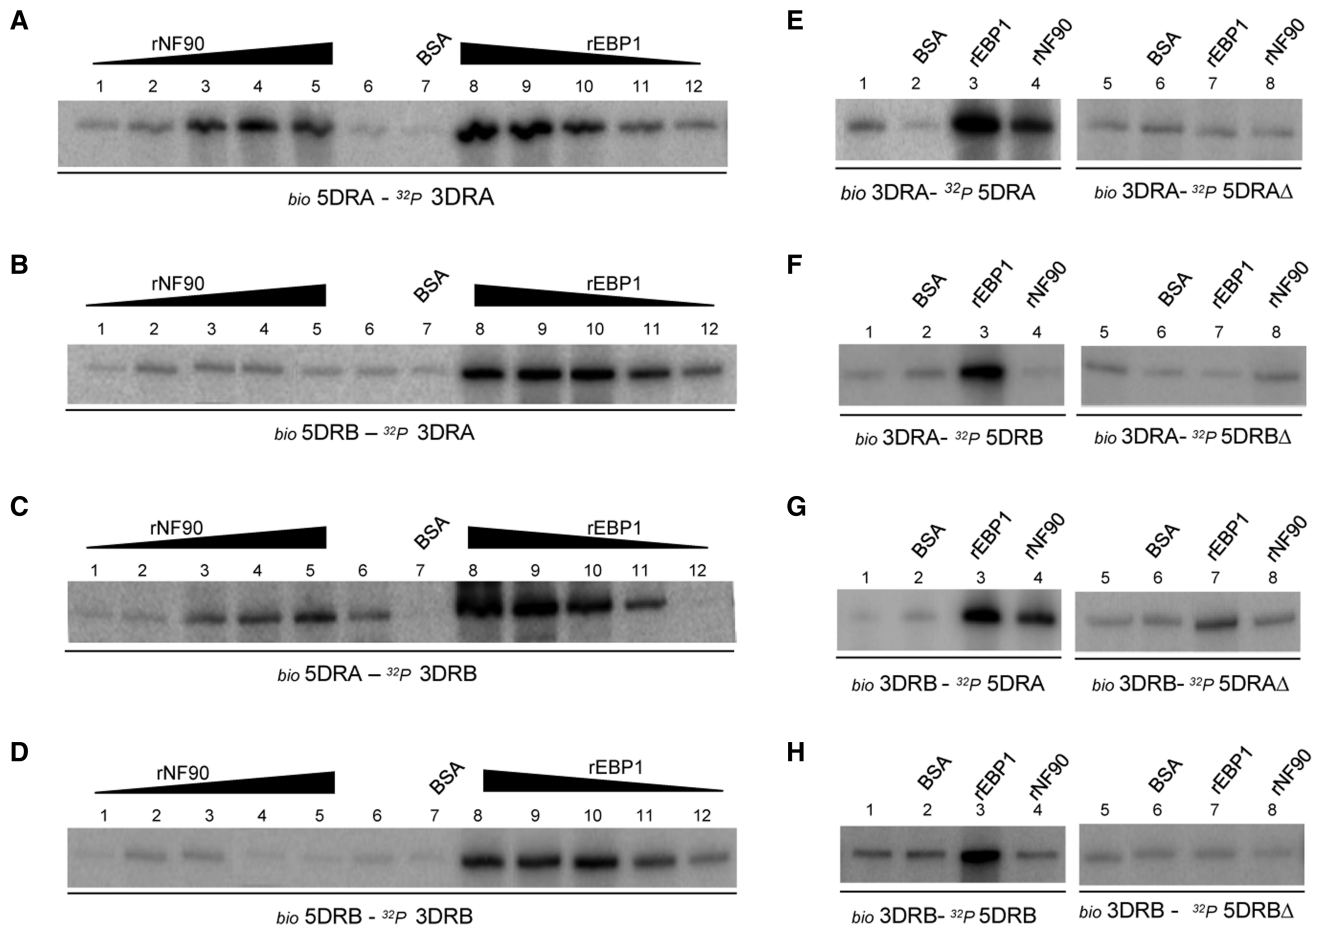 A
rNF90 BSA rEBP1
1 2 3 4 5 6 7 8 9 10 11 12
bio 5DRA - 32P 3DRA
B
rNF90 BSA rEBP1
1 2 3 4 5 6 7 8 9 10 11 12
bio 5DRB – 32P 3DRA
C
rNF90 BSA rEBP1
1 2 3 4 5 6 7 8 9 10 11 12
bio 5DRA – 32P 3DRB
D
rNF90 BSA rEBP1
1 2 3 4 5 6 7 8 9 10 11 12
bio 5DRB - 32P 3DRB
E
BSA rEBP1 rNF90 BSA rEBP1 rNF90
1 2 3 4 5 6 7 8
bio 3DRA- 32P 5DRA bio 3DRA- 32P 5DRAΔ
F
BSA rEBP1 rNF90 BSA rEBP1 rNF90
1 2 3 4 5 6 7 8
bio 3DRA- 32P 5DRB bio 3DRA- 32P 5DRBΔ
G
BSA rEBP1 rNF90 BSA rEBP1 rNF90
1 2 3 4 5 6 7 8
bio 3DRB - 32P 5DRA bio 3DRB- 32P 5DRAΔ
H
BSA rEBP1 rNF90 BSA rEBP1 rNF90
1 2 3 4 5 6 7 8
bio 3DRB- 32P 5DRB bio 3DRB - 32P 5DRBΔ